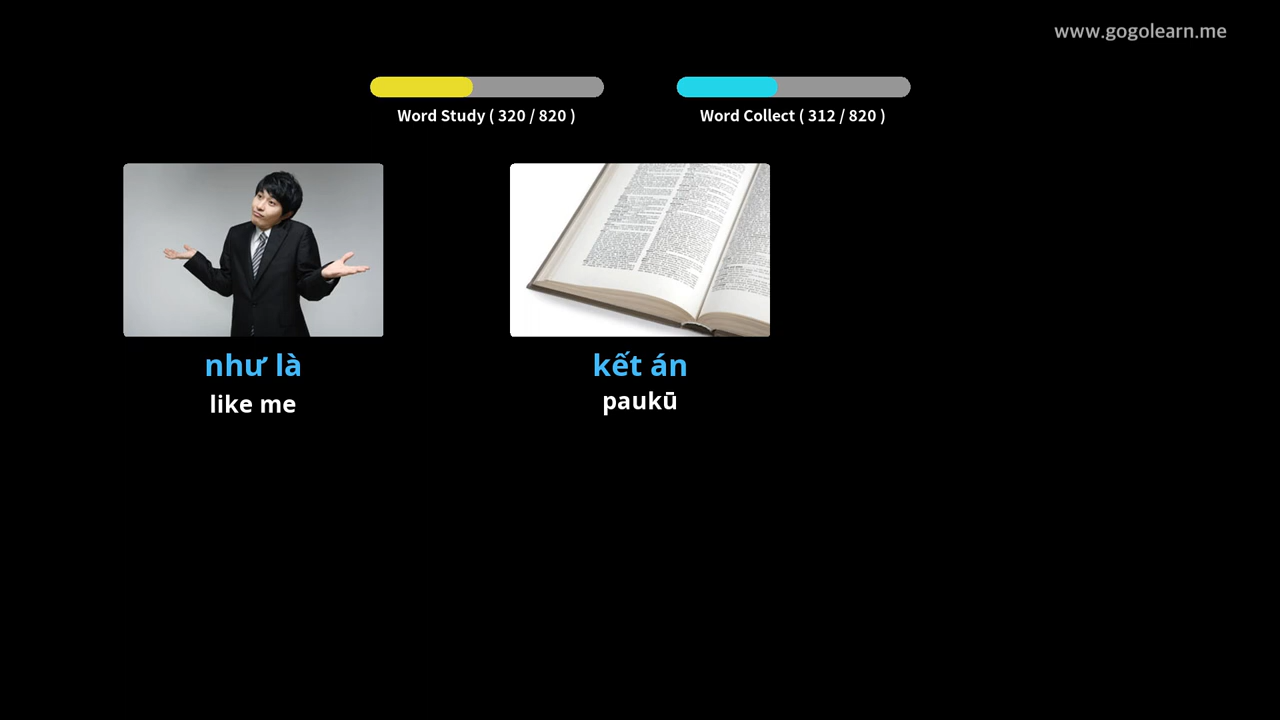 www.gogolearn.me
Word Study ( 320 / 820 )
Word Collect ( 312 / 820 )
như là
like me
kết án
paukū